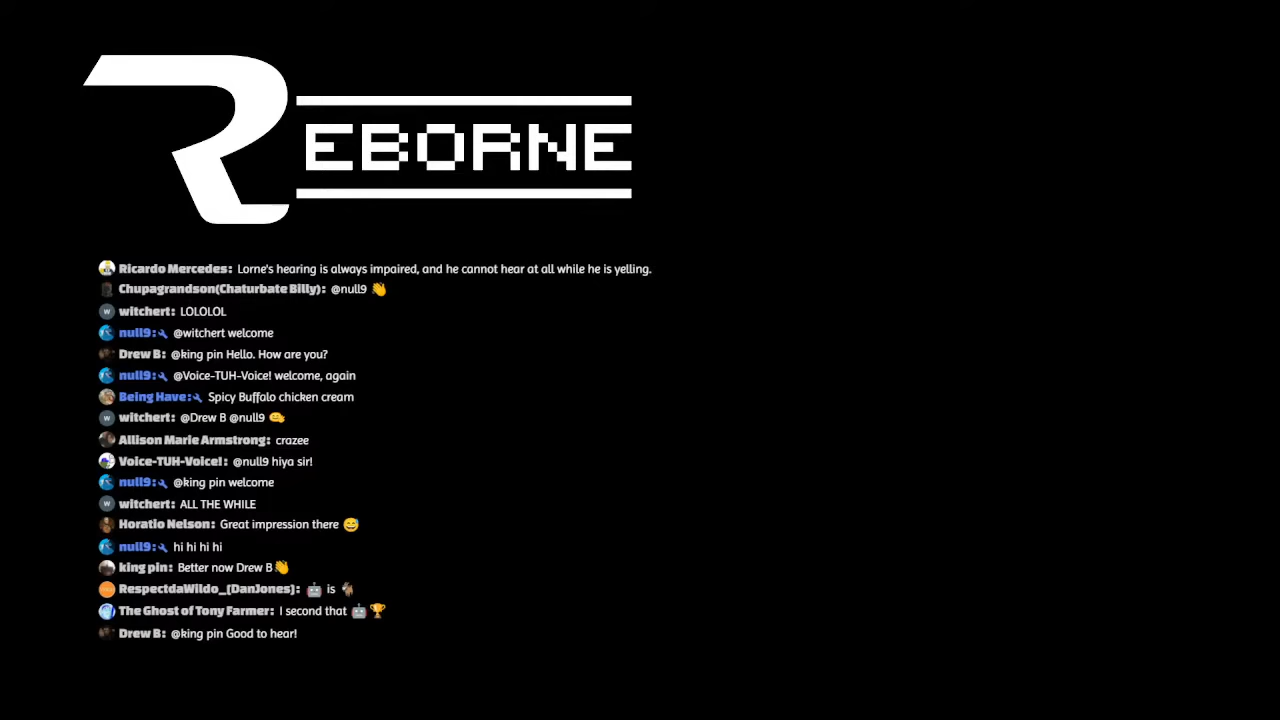 REBORNE
Ricardo Mercedes: Lorne's hearing is always impaired, and he cannot hear at all while he is yelling.
Chupagrandson(Chaturbate Billy): @null9 👋
witchert: LOLOLOL
null9: @witchert welcome
Drew B: @king pin Hello. How are you?
null9: @Voice-TUH-Voice! welcome, again
Being Have: Spicy Buffalo chicken cream
witchert: @Drew B @null9 🫡
Allison Marie Armstrong: crazee
Voice-TUH-Voice!: @null9 hiya sir!
null9: @king pin welcome
witchert: ALL THE WHILE
Horatio Nelson: Great impression there 😅
null9: hi hi hi hi
king pin: Better now Drew B👋
RespectdaWildo_(DanJones): 🤖 is 🐐
The Ghost of Tony Farmer: I second that 🤖🏆
Drew B: @king pin Good to hear!